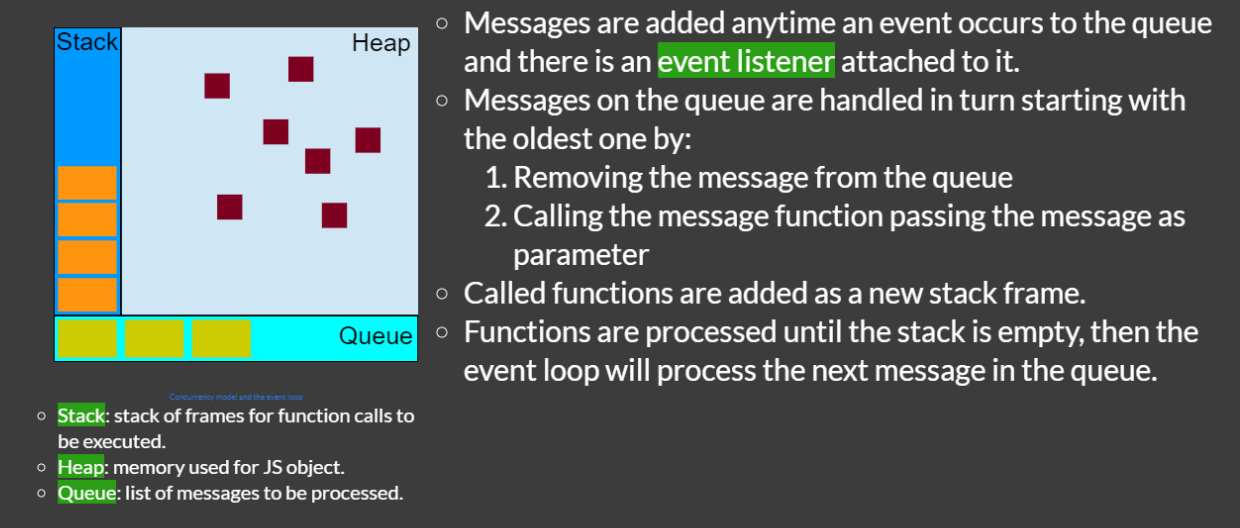 Stack
Heap
Queue
Concurrency model and the event loop
Stack: stack of frames for function calls to
be executed.
Heap: memory used for JS object.
Queue: list of messages to be processed.
Messages are added anytime an event occurs to the queue
and there is an event listener attached to it.
Messages on the queue are handled in turn starting with
the oldest one by:
1. Removing the message from the queue
2. Calling the message function passing the message as
parameter
Called functions are added as a new stack frame.
Functions are processed until the stack is empty, then the
event loop will process the next message in the queue.